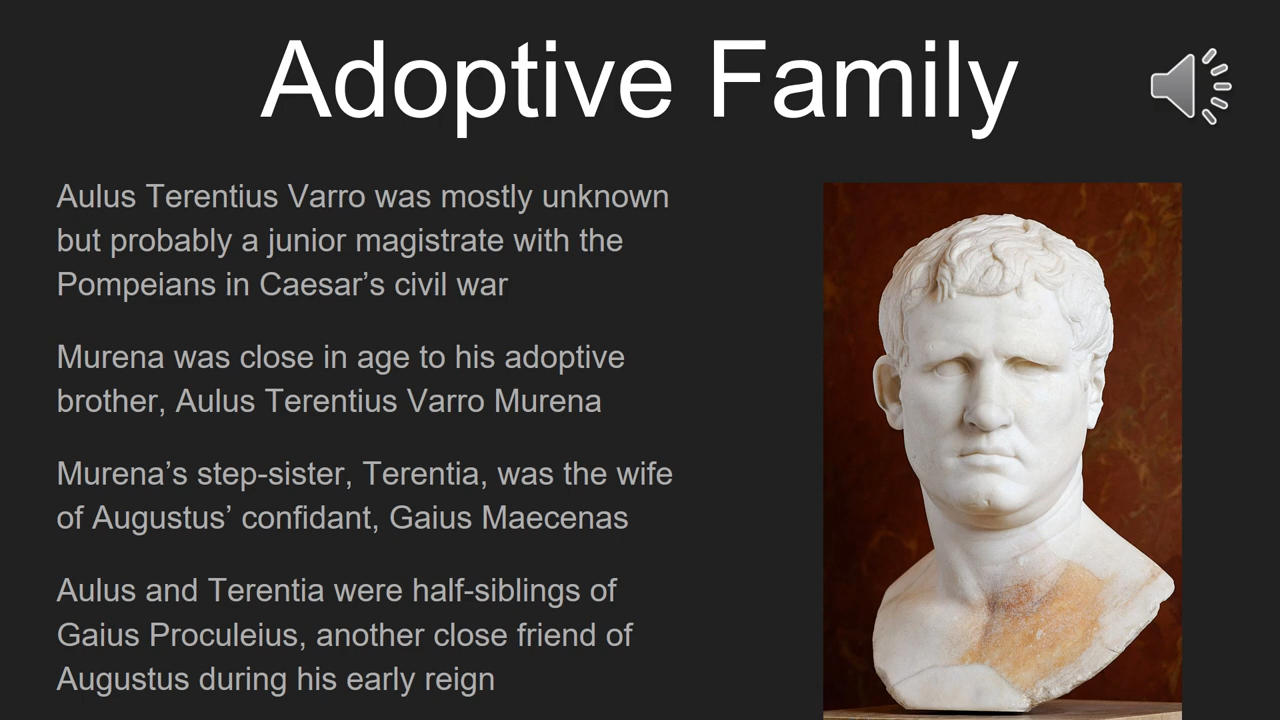 Adoptive Family
Aulus Terentius Varro was mostly unknown
but probably a junior magistrate with the
Pompeians in Caesar’s civil war
Murena was close in age to his adoptive
brother, Aulus Terentius Varro Murena
Murena’s step-sister, Terentia, was the wife
of Augustus’ confidant, Gaius Maecenas
Aulus and Terentia were half-siblings of
Gaius Proculeius, another close friend of
Augustus during his early reign